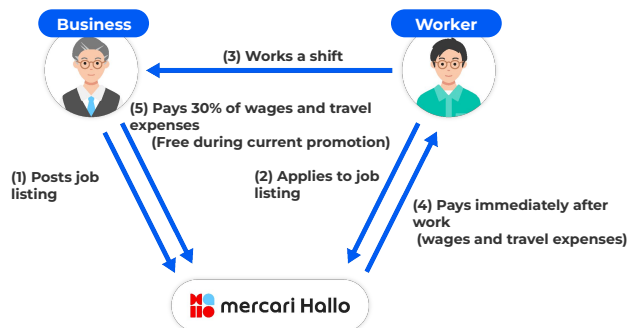 Business
Worker
(3) Works a shift
(5) Pays 30% of wages and travel
expenses
(Free during current promotion)
(1) Posts job
listing
(2) Applies to job
listing
(4) Pays immediately after
work
(wages and travel expenses)
mercari Hallo